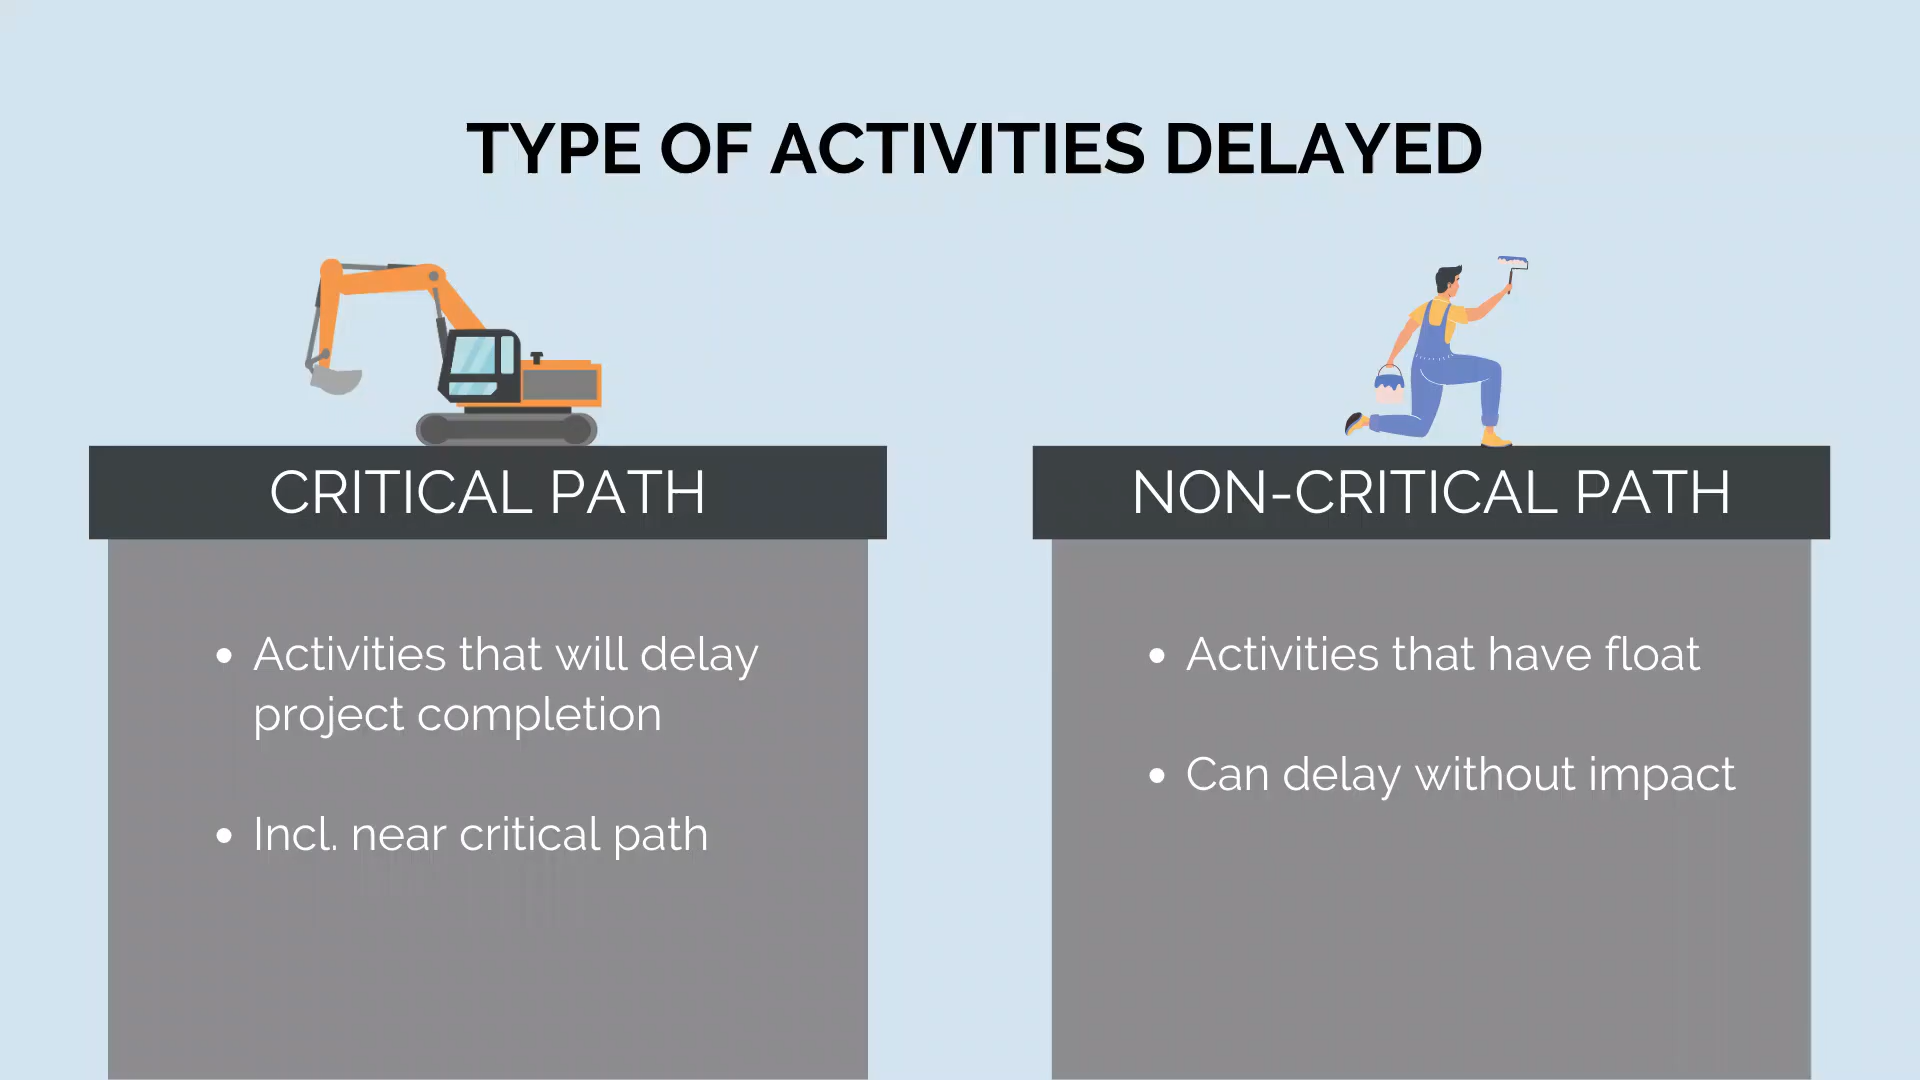 TYPE OF ACTIVITIES DELAYED
CRITICAL PATH
• Activities that will delay
project completion
• Incl. near critical path
NON-CRITICAL PATH
• Activities that have float
• Can delay without impact